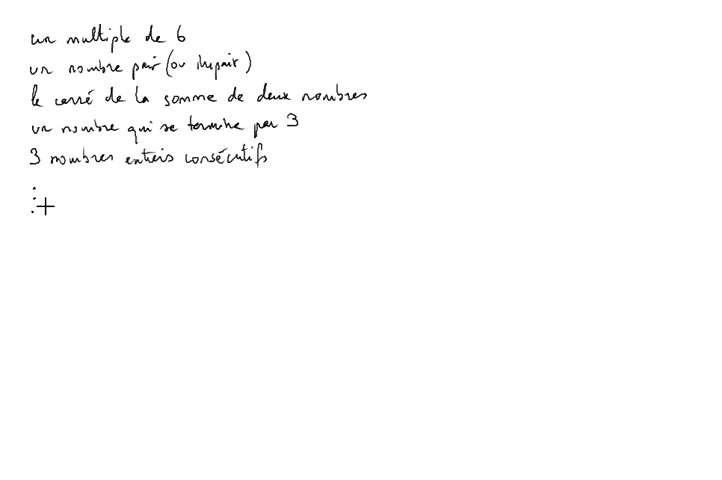 un multiple de 6
un nombre pair (ou impair)
le carré de la somme de deux nombres
un nombre qui se termine par 3
3 nombres entiers consécutifs